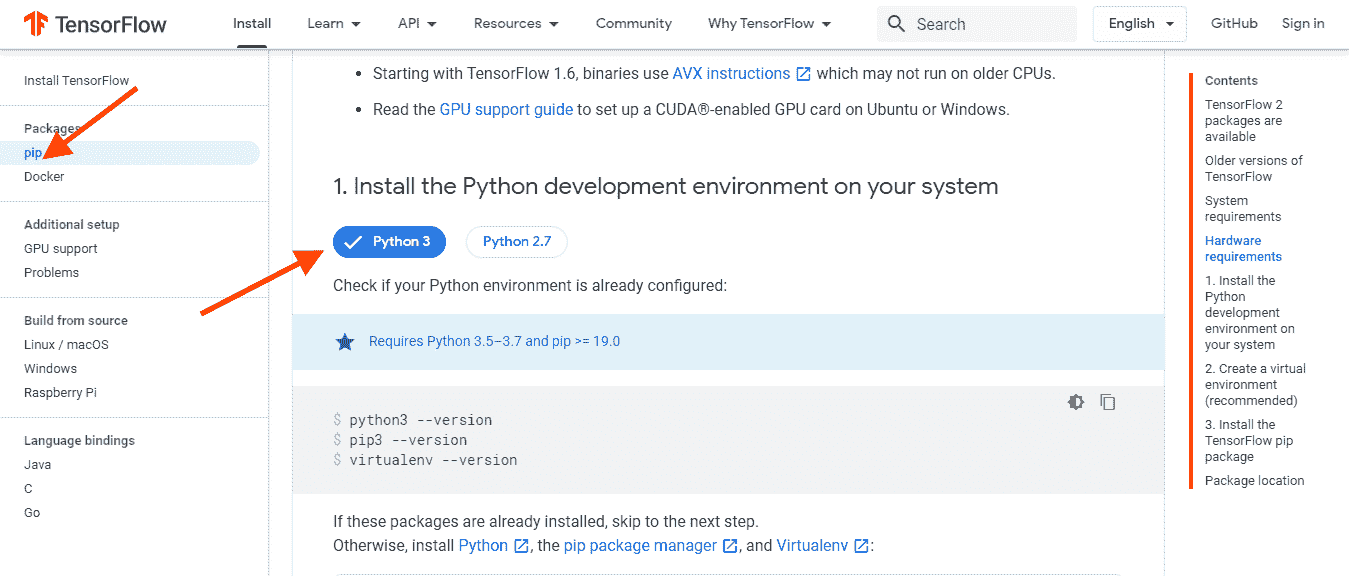 TensorFlow
Install
Learn
API
Resources
Community
Why TensorFlow
Search
English
GitHub
Sign in
Install TensorFlow
Packages
pip
Docker
Additional setup
GPU support
Problems
Build from source
Linux / macOS
Windows
Raspberry Pi
Language bindings
Java
C
Go
• Starting with TensorFlow 1.6, binaries use AVX instructions which may not run on older CPUs.
• Read the GPU support guide to set up a CUDA®-enabled GPU card on Ubuntu or Windows.
1. Install the Python development environment on your system
Python 3
Python 2.7
Check if your Python environment is already configured:
Requires Python 3.5–3.7 and pip >= 19.0
$ python3 --version
$ pip3 --version
$ virtualenv --version
If these packages are already installed, skip to the next step.
Otherwise, install Python, the pip package manager, and Virtualenv:
Contents
TensorFlow 2
packages are
available
Older versions of
TensorFlow
System
requirements
Hardware
requirements
1. Install the
Python
development
environment on
your system
2. Create a virtual
environment
(recommended)
3. Install the
TensorFlow pip
package
Package location